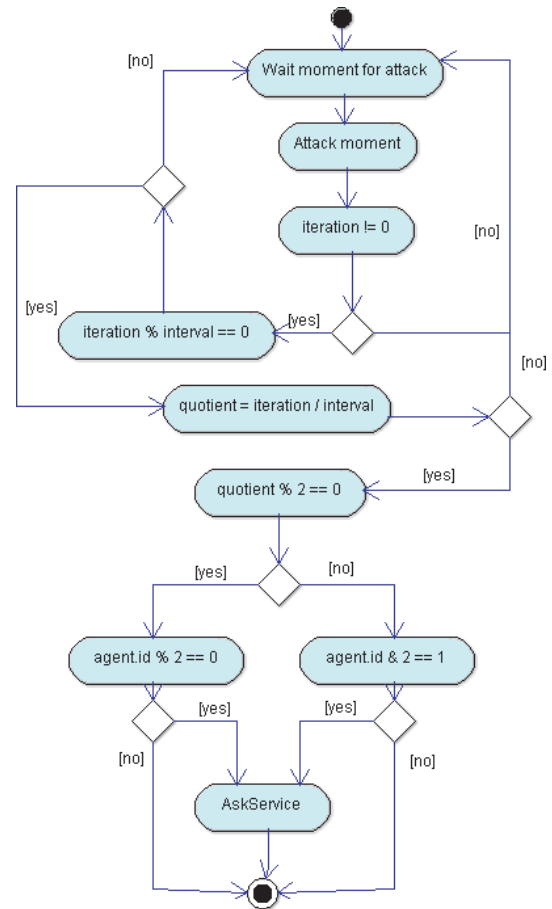 [no]
Wait moment for attack
Attack moment
iteration != 0
[no]
[yes]
iteration % interval == 0
[yes]
[no]
quotient = iteration / interval
quotient % 2 == 0
[yes]
[yes]
[no]
agent.id % 2 == 0
agent.id & 2 == 1
[yes]
[yes]
[no]
[no]
AskService